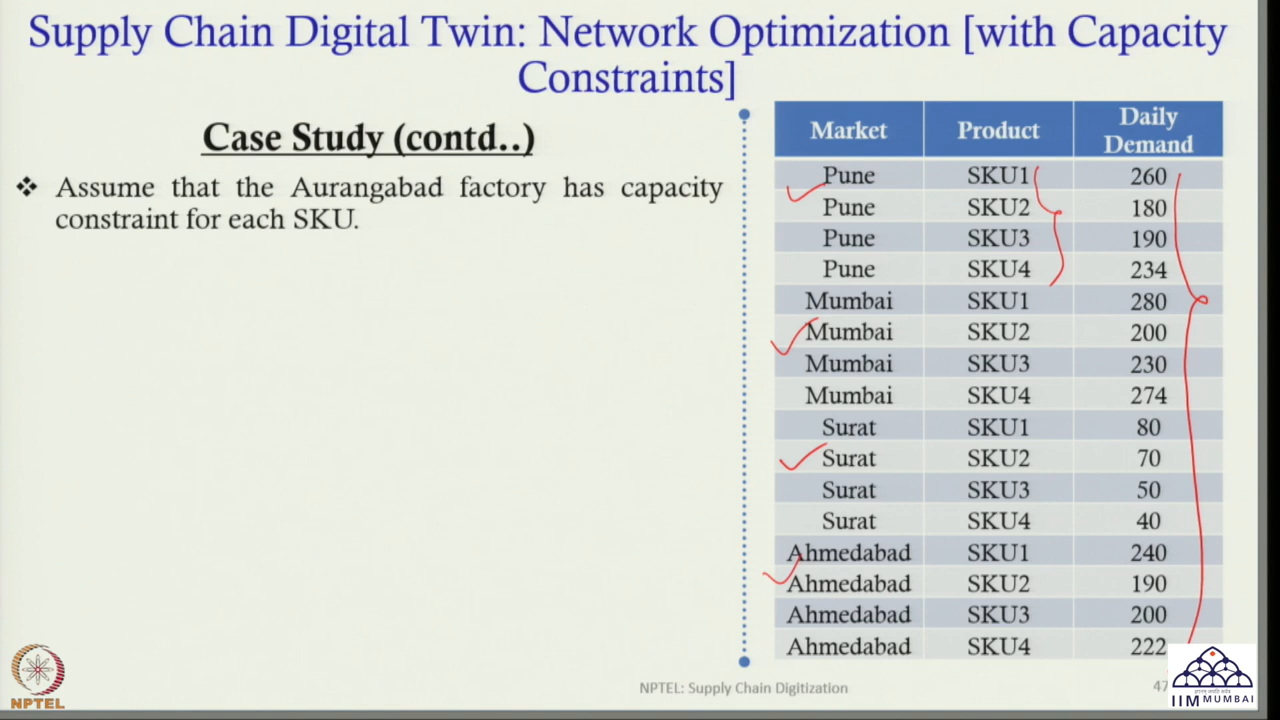 Supply Chain Digital Twin: Network Optimization [with Capacity
Constraints]
Case Study (contd..)
❖ Assume that the Aurangabad factory has capacity
constraint for each SKU.
Market Product Daily Demand
Pune SKU1 260
Pune SKU2 180
Pune SKU3 190
Pune SKU4 234
Mumbai SKU1 280
Mumbai SKU2 200
Mumbai SKU3 230
Mumbai SKU4 274
Surat SKU1 80
Surat SKU2 70
Surat SKU3 50
Surat SKU4 40
Ahmedabad SKU1 240
Ahmedabad SKU2 190
Ahmedabad SKU3 200
Ahmedabad SKU4 222
NPTEL
NPTEL: Supply Chain Digitization
47
IIM MUMBAI